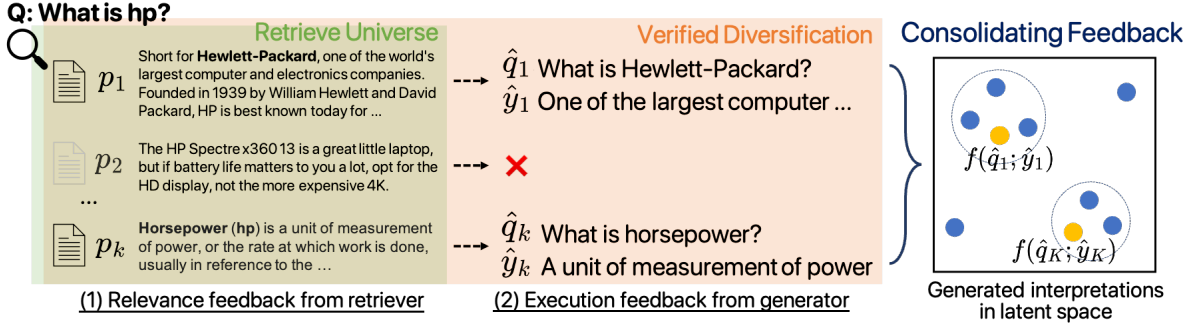 Q: What is hp?
Retrieve Universe
Verified Diversification
Consolidating Feedback
p₁
Short for Hewlett-Packard, one of the world's
largest computer and electronics companies.
Founded in 1939 by William Hewlett and David
Packard, HP is best known today for ...
q̂₁ What is Hewlett-Packard?
ŷ₁ One of the largest computer ...
p₂
The HP Spectre x360 13 is a great little laptop,
but if battery life matters to you a lot, opt for the
HD display, not the more expensive 4K.
...
pₖ
Horsepower (hp) is a unit of measurement
of power, or the rate at which work is done,
usually in reference to the ...
q̂ₖ What is horsepower?
ŷₖ A unit of measurement of power
f(q̂₁; ŷ₁)
f(q̂_K; ŷ_K)
(1) Relevance feedback from retriever
(2) Execution feedback from generator
Generated interpretations
in latent space